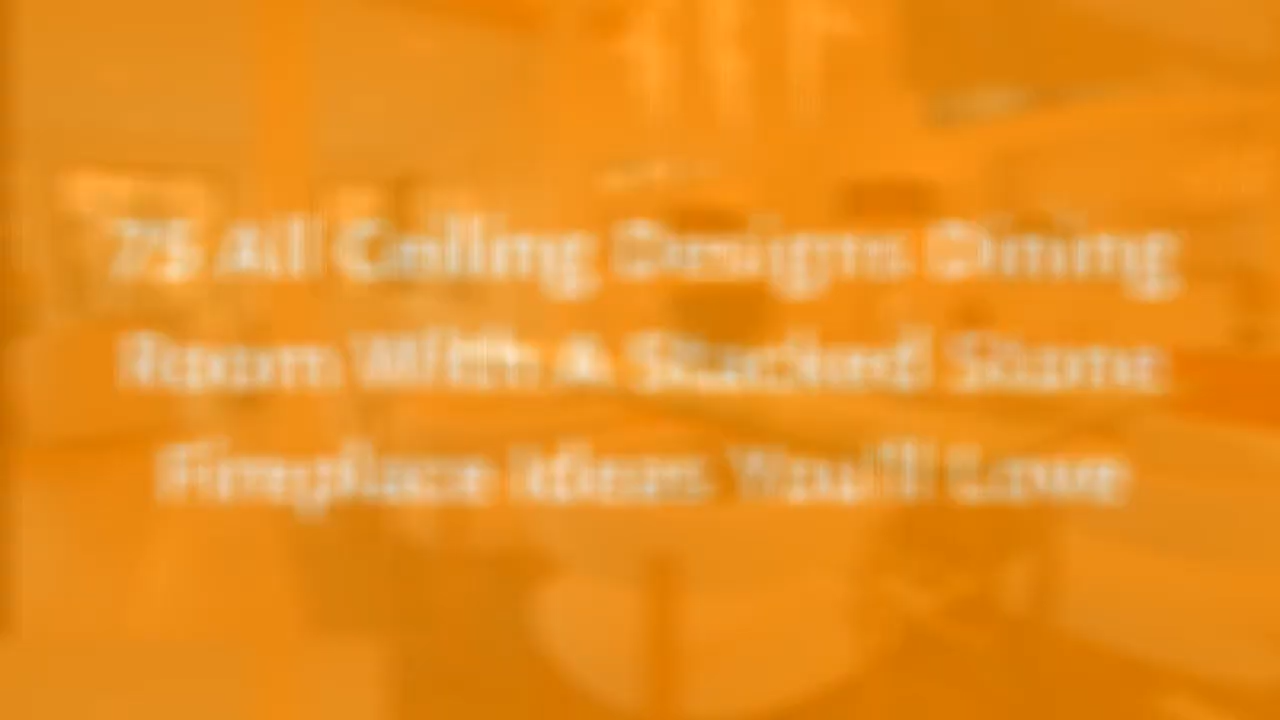 75 All Ceiling Designs Dining
Room With A Stacked Stone
Fireplace Ideas You'll Love